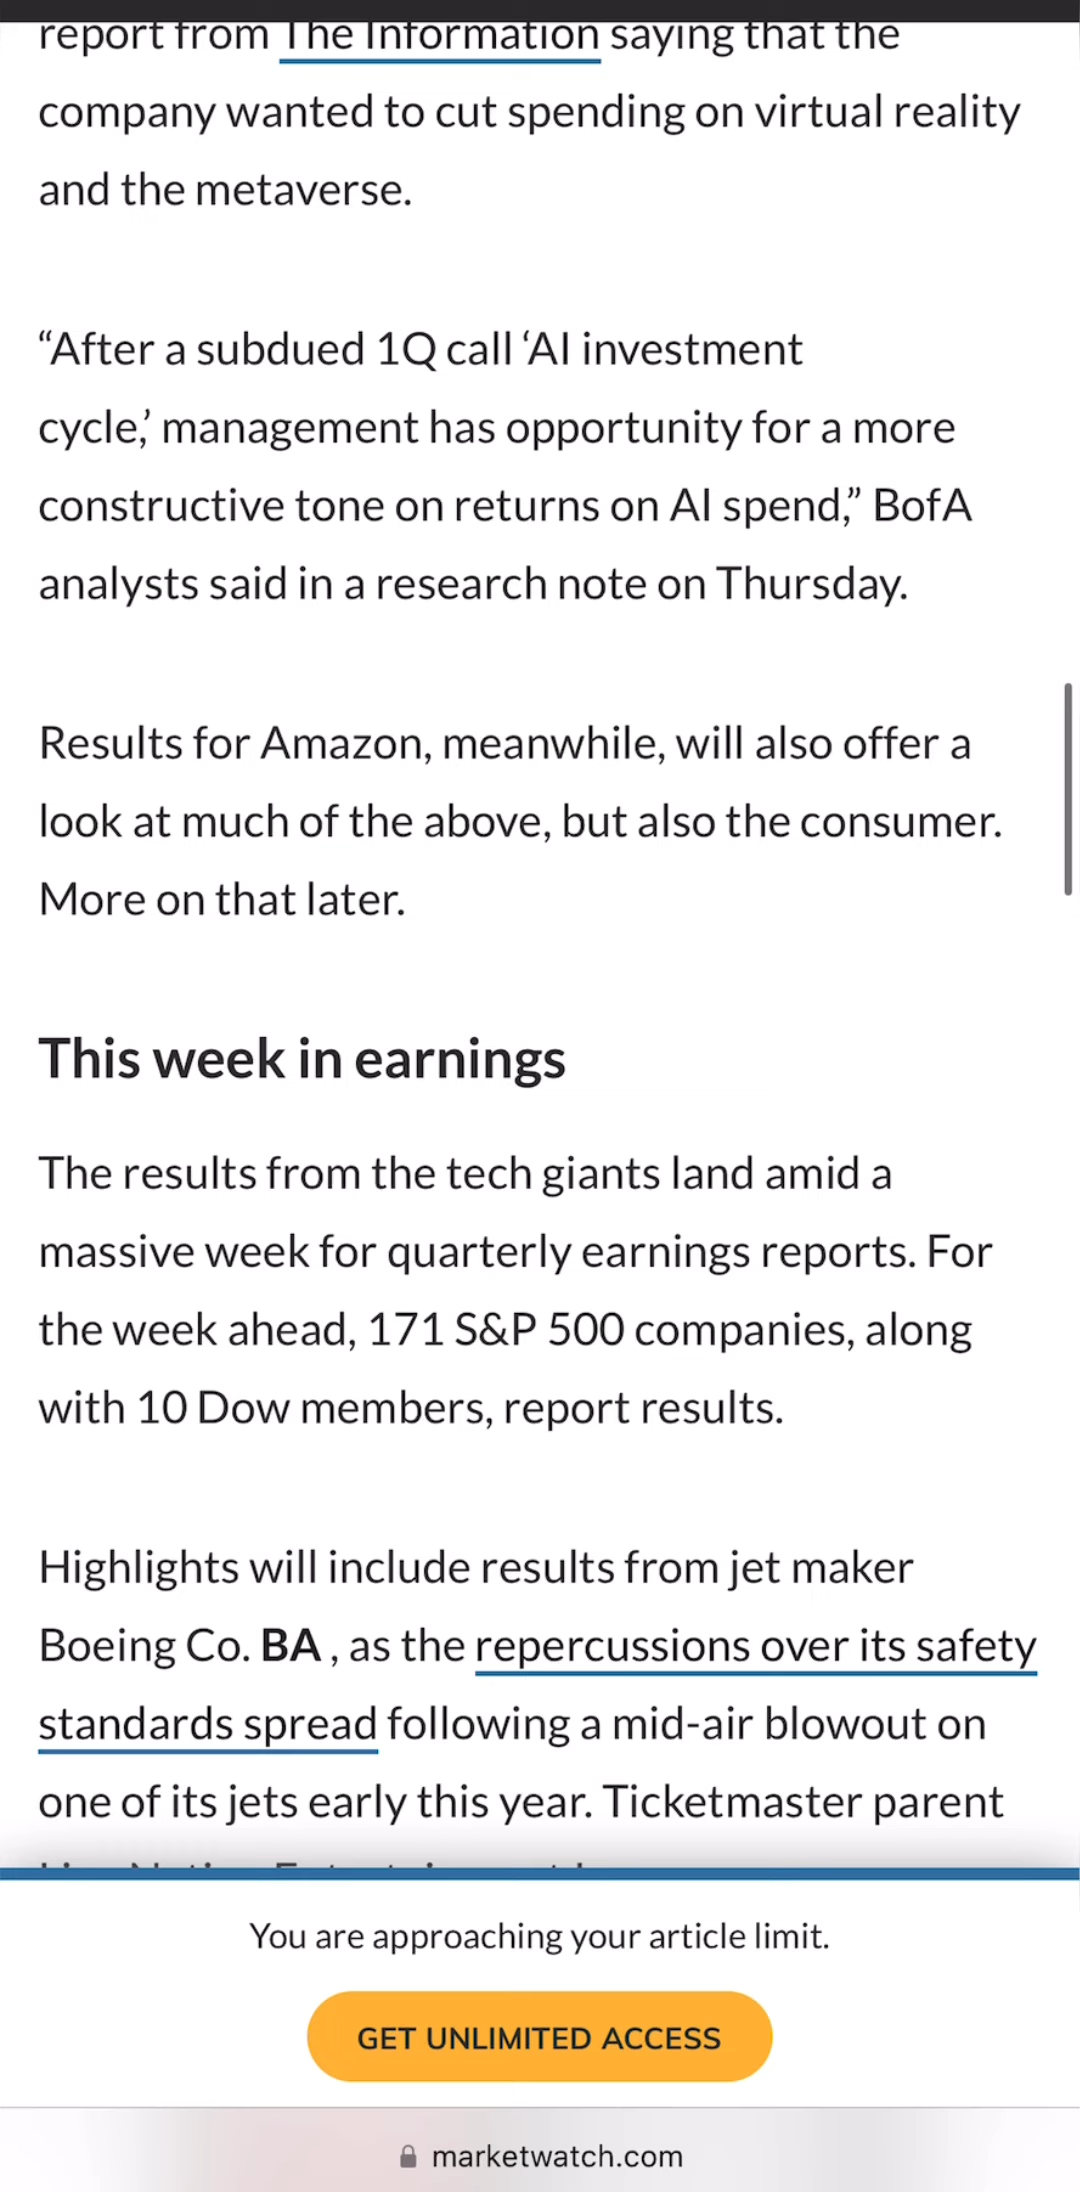 report from The Information saying that the
company wanted to cut spending on virtual reality
and the metaverse.
“After a subdued 1Q call ‘AI investment
cycle,’ management has opportunity for a more
constructive tone on returns on AI spend,” BofA
analysts said in a research note on Thursday.
Results for Amazon, meanwhile, will also offer a
look at much of the above, but also the consumer.
More on that later.
This week in earnings
The results from the tech giants land amid a
massive week for quarterly earnings reports. For
the week ahead, 171 S&P 500 companies, along
with 10 Dow members, report results.
Highlights will include results from jet maker
Boeing Co. BA , as the repercussions over its safety
standards spread following a mid-air blowout on
one of its jets early this year. Ticketmaster parent
You are approaching your article limit.
GET UNLIMITED ACCESS
marketwatch.com